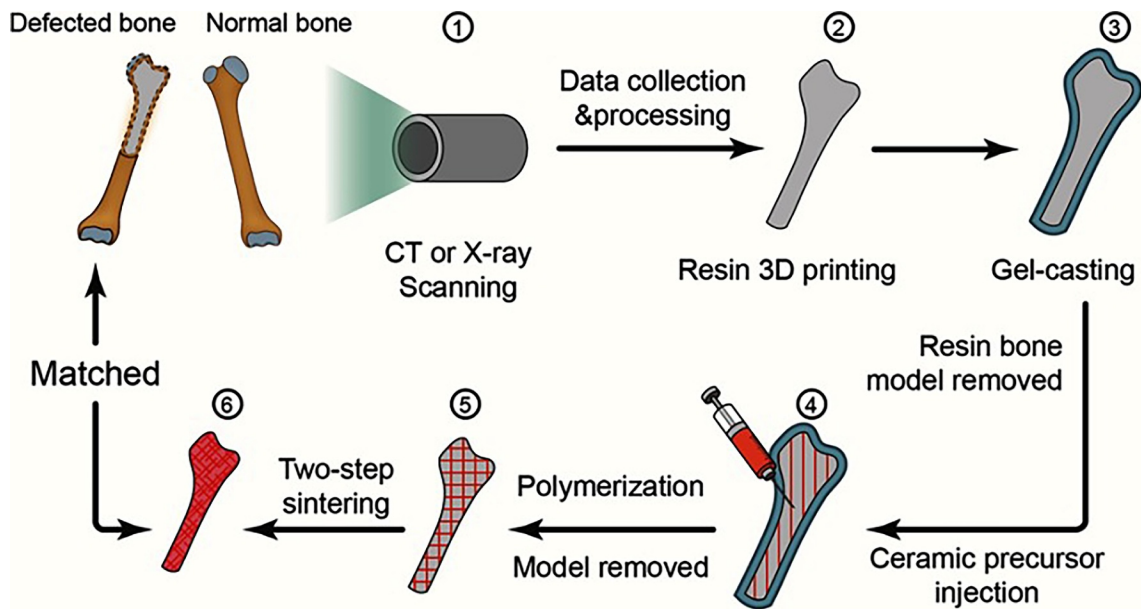 Defected bone
Normal bone
①
②
③
Data collection
&processing
CT or X-ray
Scanning
Resin 3D printing
Gel-casting
Resin bone
model removed
Matched
⑥
⑤
④
Two-step
sintering
Polymerization
Model removed
Ceramic precursor
injection